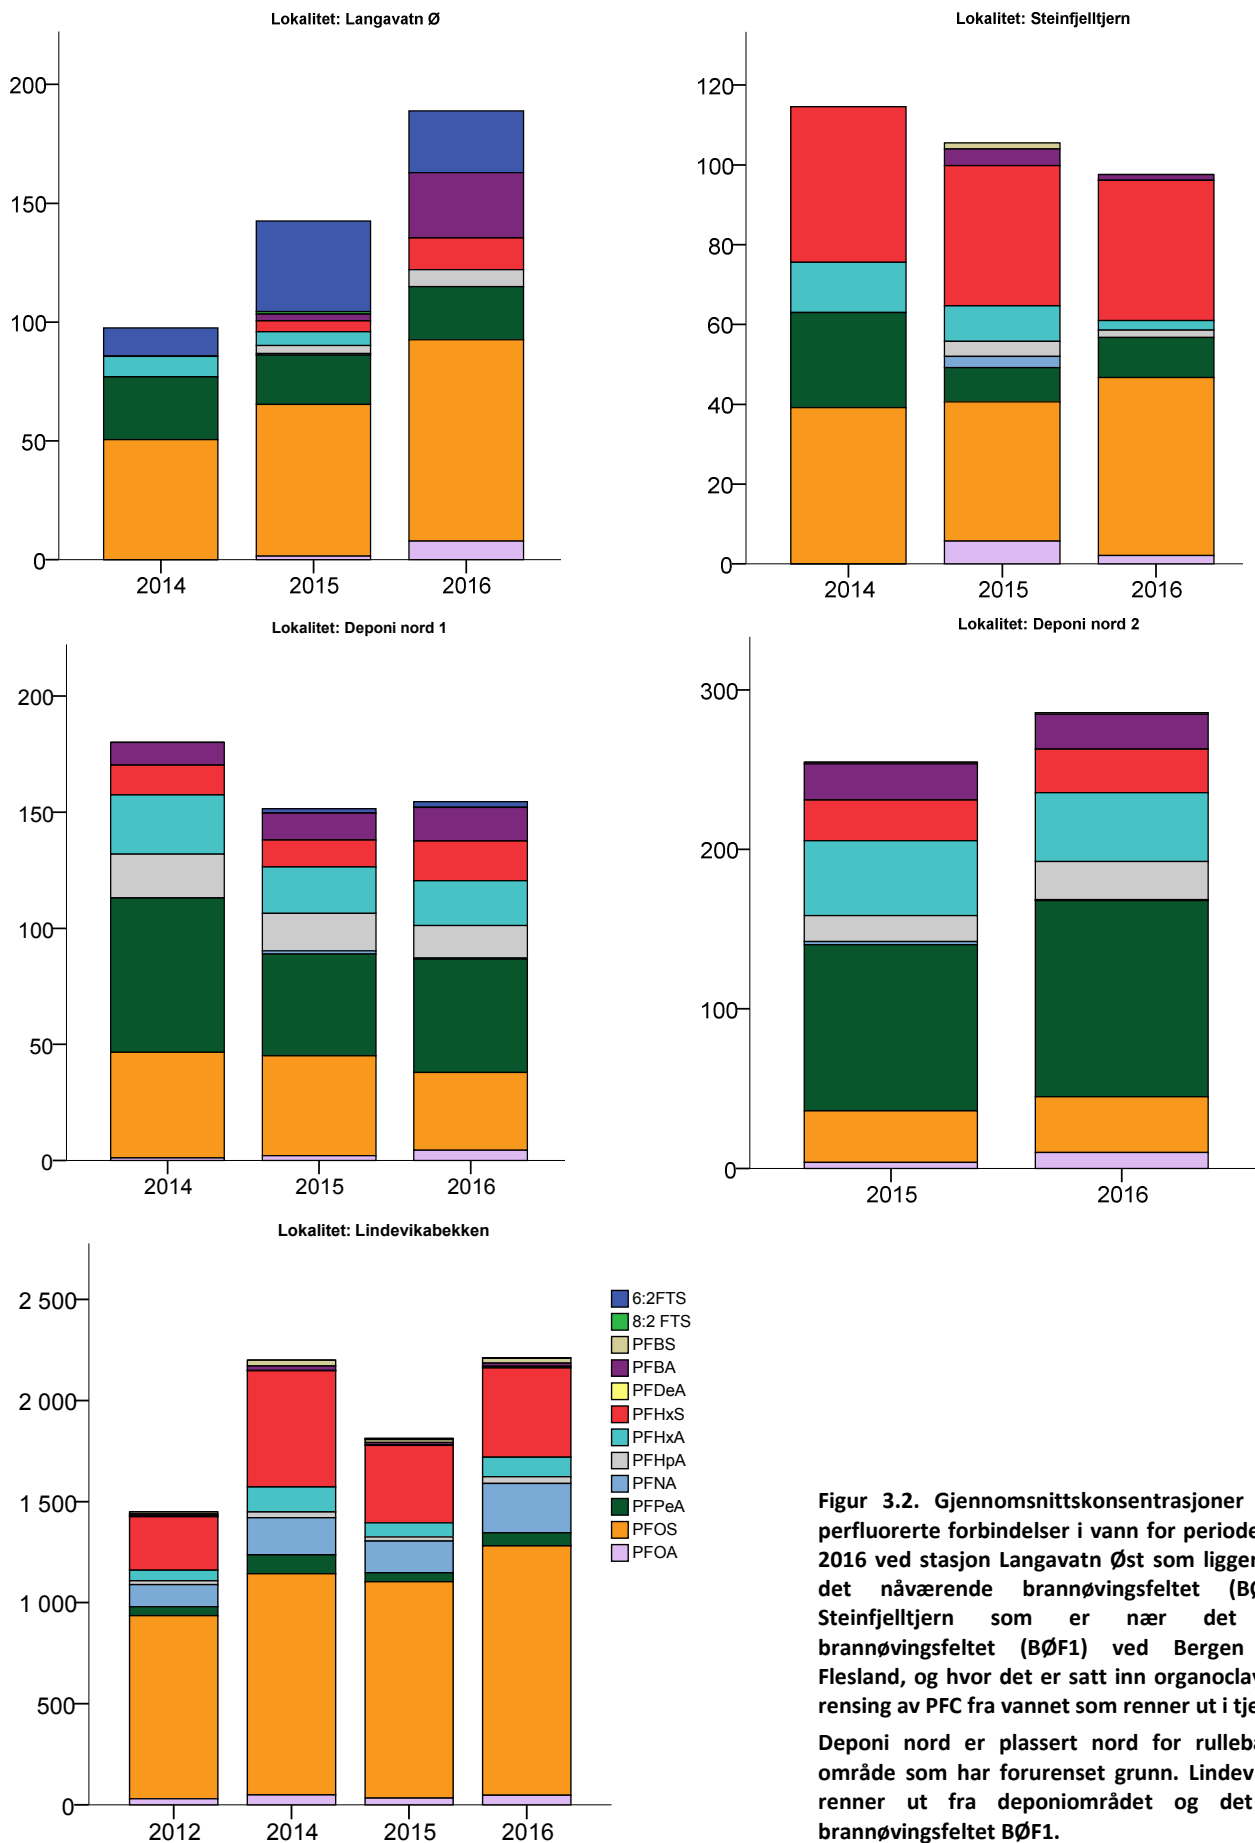 Lokalitet: Langavatn Ø
200
150
100
50
0
2014 2015 2016
Lokalitet: Steinfjelltjern
120
100
80
60
40
20
0
2014 2015 2016
Lokalitet: Deponi nord 1
200
150
100
50
0
2014 2015 2016
Lokalitet: Deponi nord 2
300
200
100
0
2015 2016
Lokalitet: Lindevikabekken
2 500
2 000
1 500
1 000
500
0
2012 2014 2015 2016
6:2FTS
8:2 FTS
PFBS
PFBA
PFDeA
PFHxS
PFHxA
PFHpA
PFNA
PFPeA
PFOS
PFOA
Figur 3.2. Gjennomsnittskonsentrasjoner
perfluorerte forbindelser i vann for periode
2016 ved stasjon Langavatn Øst som ligger
det nåværende brannøvingsfeltet (BØ
Steinfjelltjern som er nær det
brannøvingsfeltet (BØF1) ved Bergen
Flesland, og hvor det er satt inn organocla
rensing av PFC fra vannet som renner ut i tje
Deponi nord er plassert nord for rulleba
område som har forurenset grunn. Lindev
renner ut fra deponiområdet og det
brannøvingsfeltet BØF1.